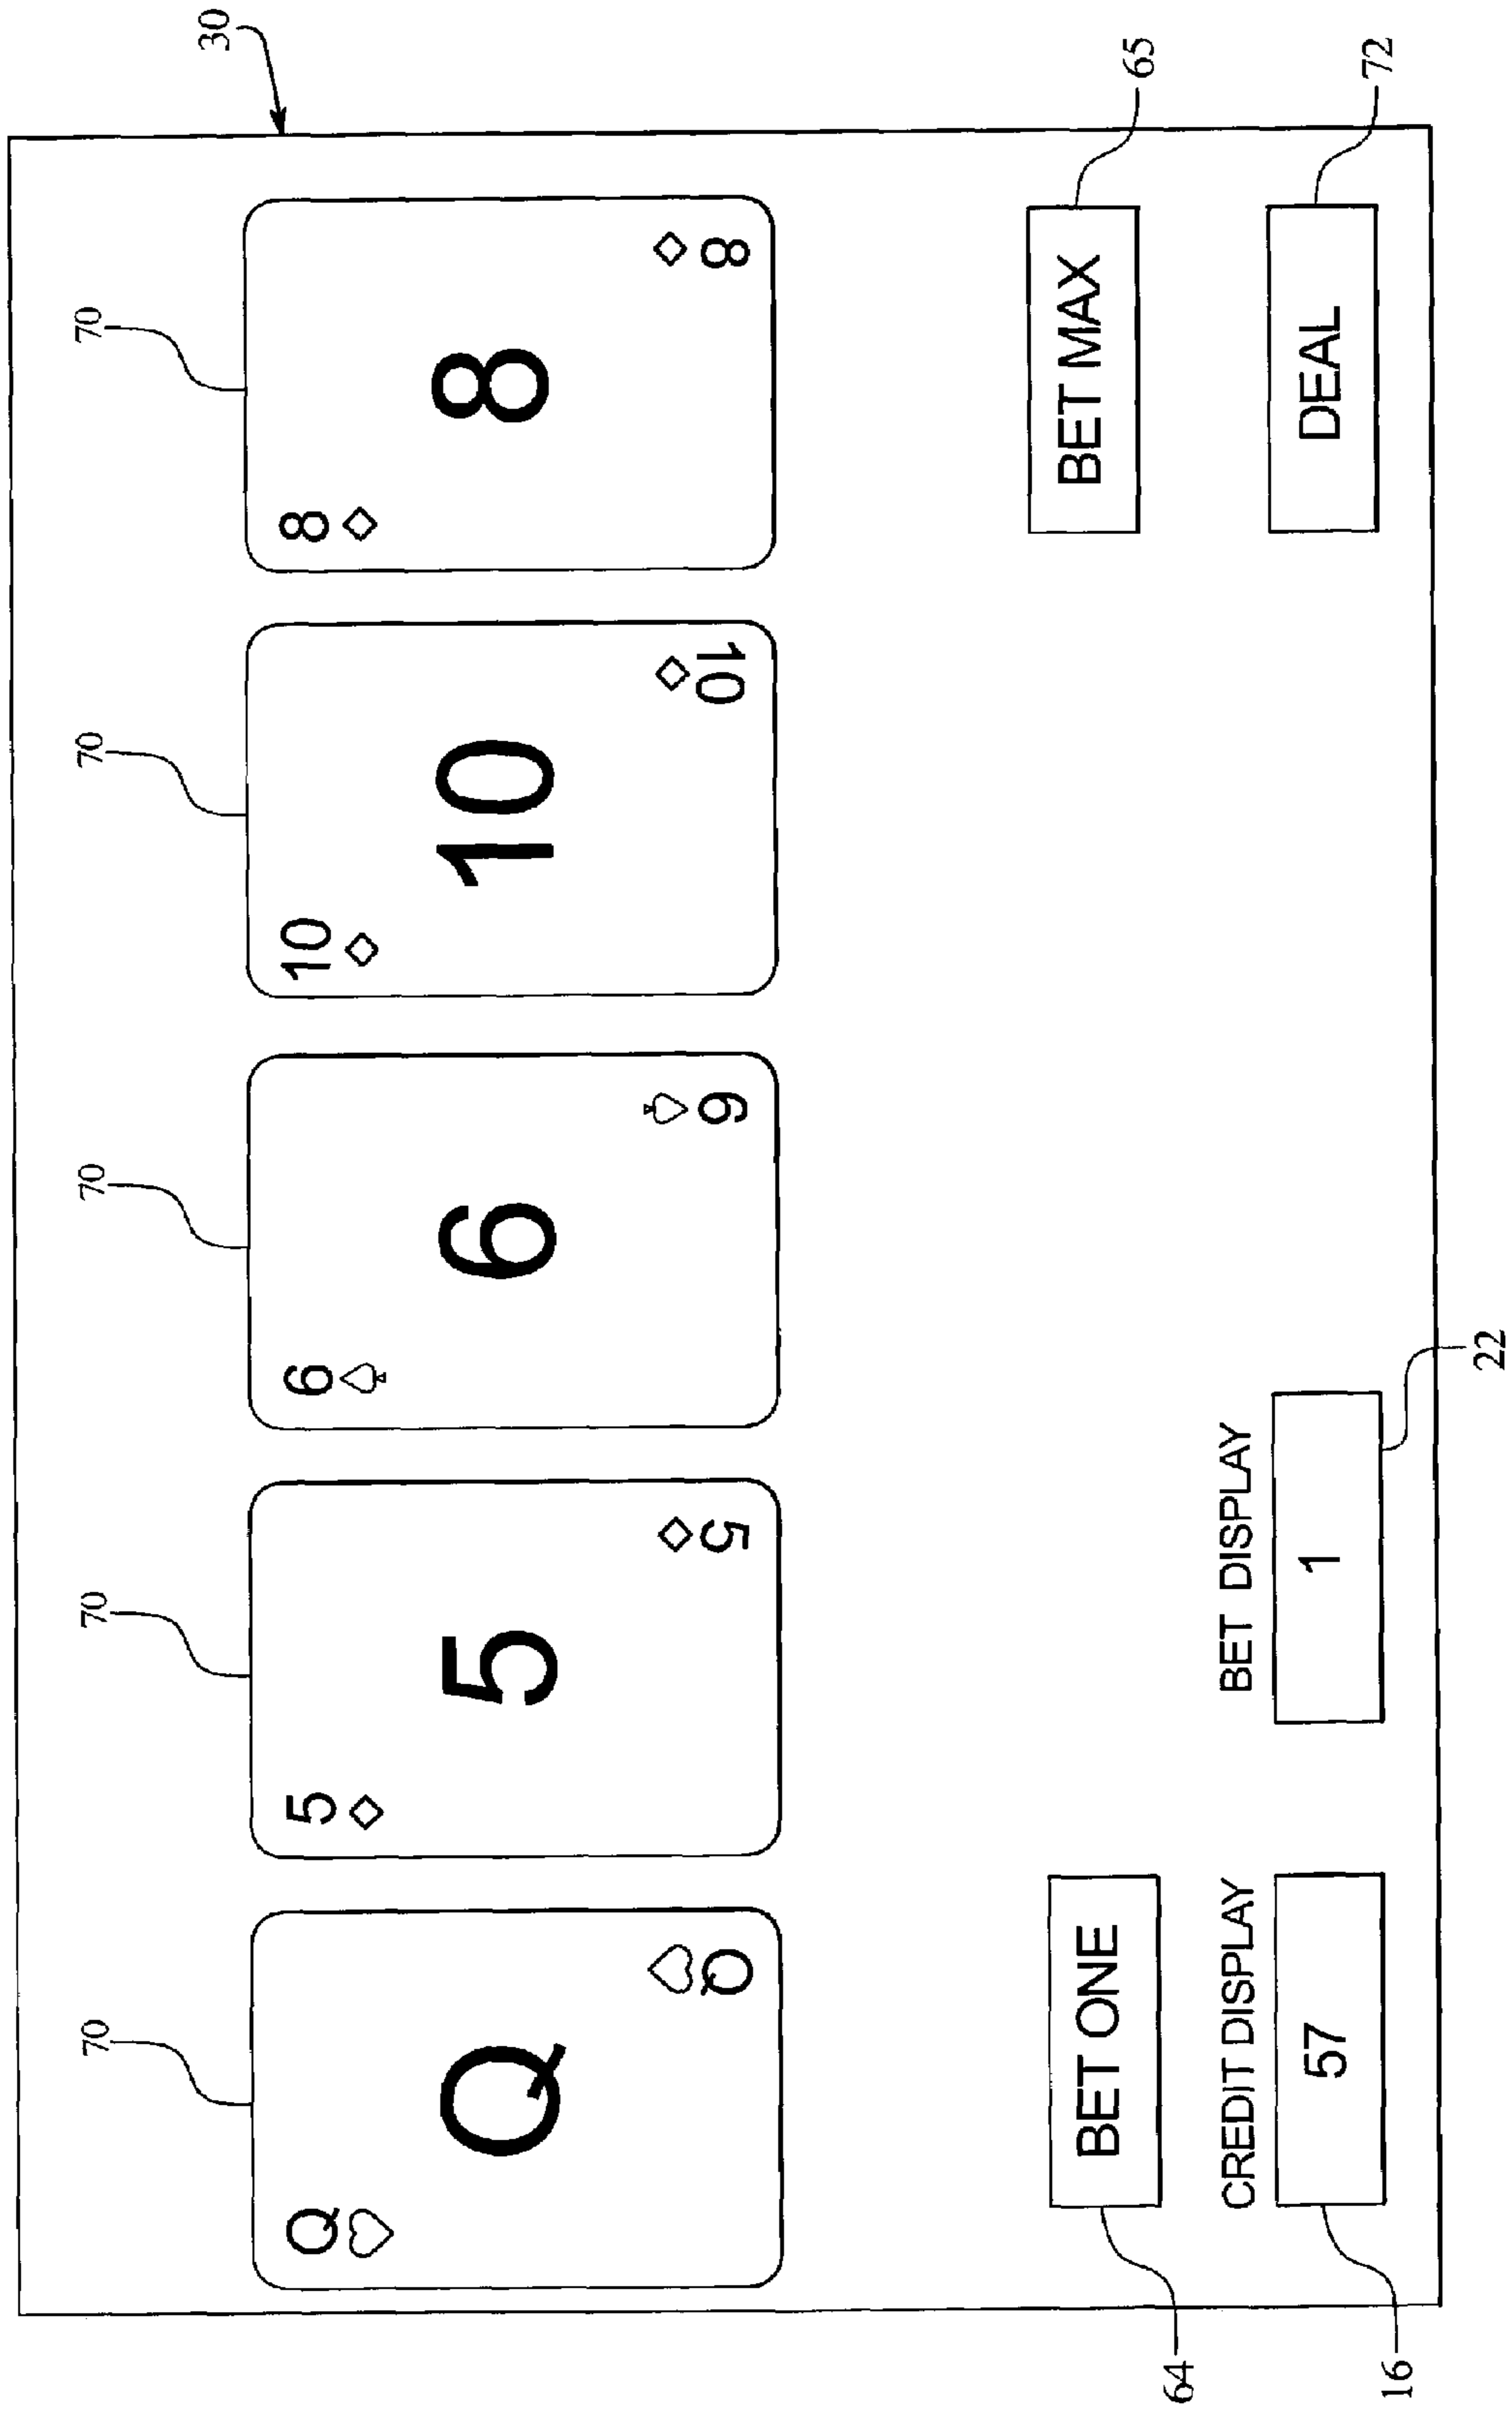 30
70 70 70 70 70
Q 5 6 10 8
♡ ♢ ♤ ♢ ♢
Q 5 6 10 8
♡ ♢ ♤ ♢ ♢
Q 5 6 10 8
BET ONE BET MAX
64 65
CREDIT DISPLAY BET DISPLAY
57 1 DEAL
16 22 72